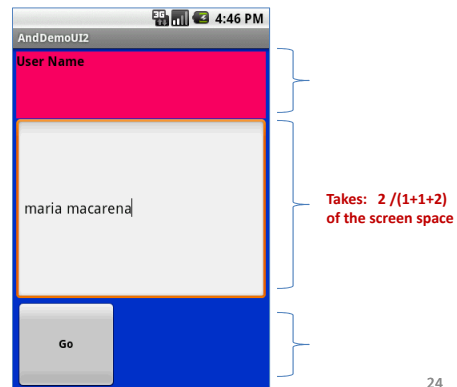 3G 4:46 PM
AndDemoUI2
User Name
maria macarena
Takes: 2 /(1+1+2)
of the screen space
Go
24